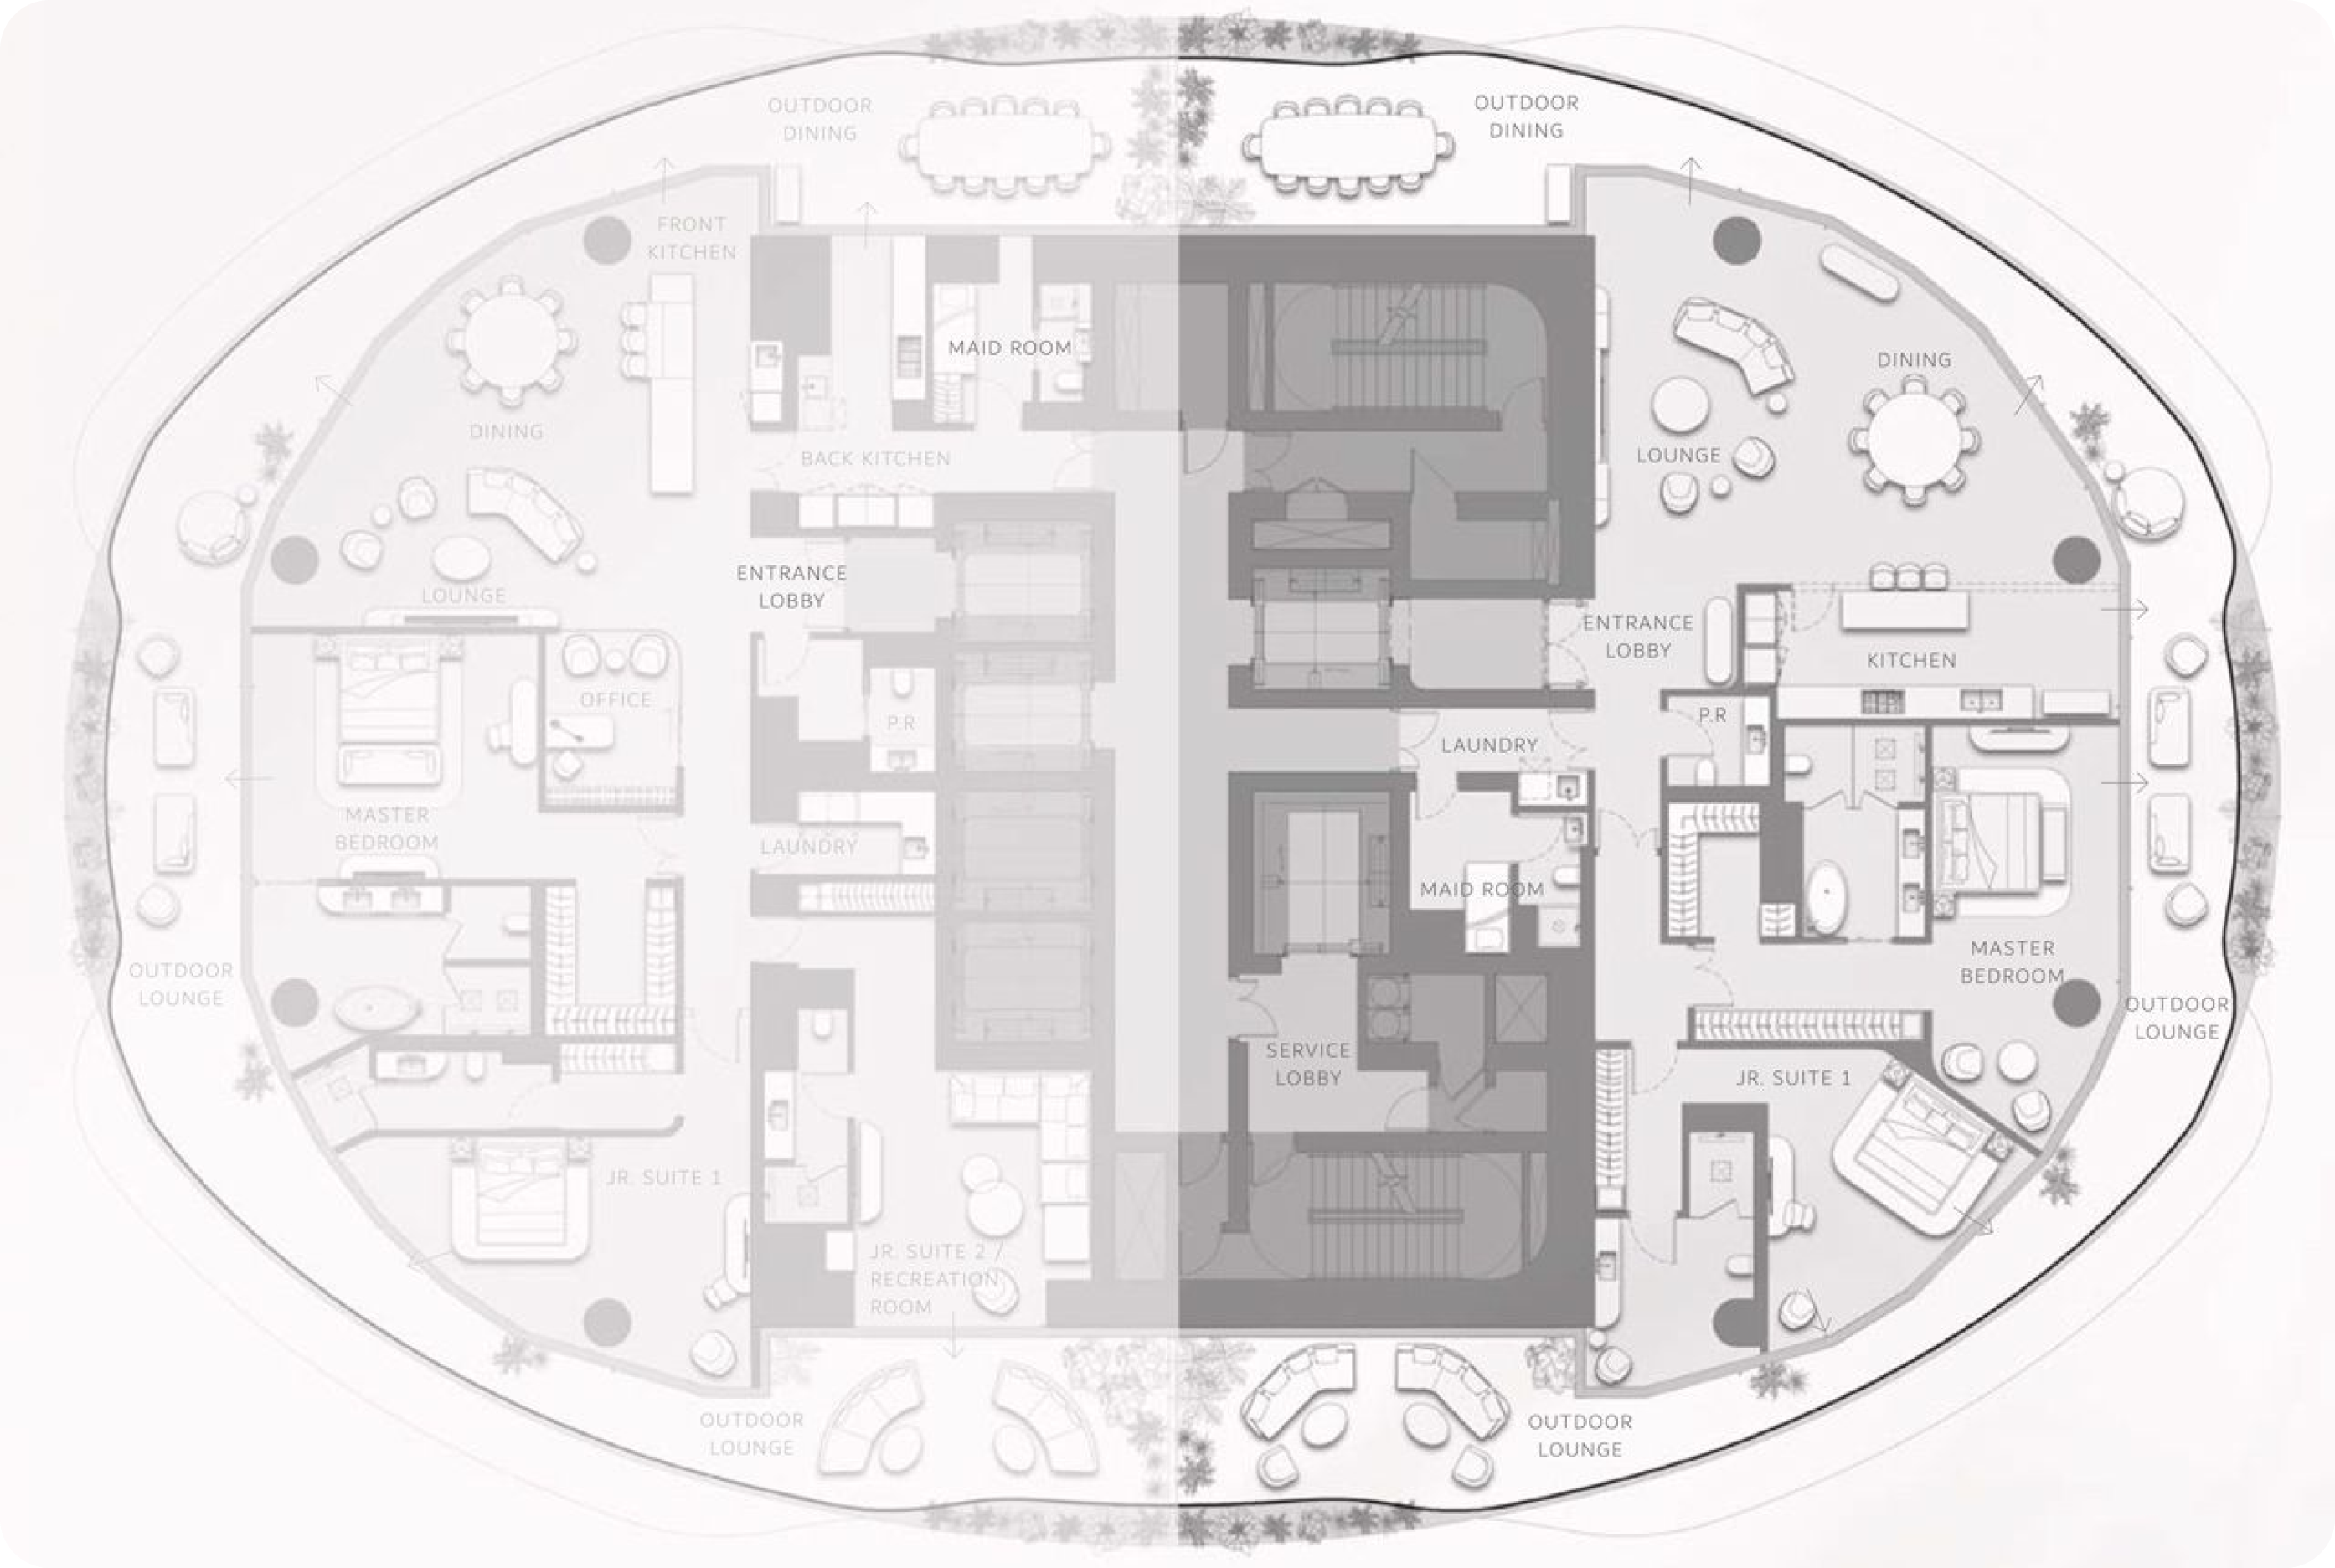 OUTDOOR
DINING
OUTDOOR
DINING
FRONT
KITCHEN
MAID ROOM
DINING
DINING
BACK KITCHEN
LOUNGE
ENTRANCE
LOBBY
LOUNGE
ENTRANCE
LOBBY
KITCHEN
OFFICE
P.R
P.R
LAUNDRY
MASTER
BEDROOM
LAUNDRY
MAID ROOM
MASTER
BEDROOM
OUTDOOR
LOUNGE
OUTDOOR
LOUNGE
SERVICE
LOBBY
JR. SUITE 1
JR. SUITE 1
JR. SUITE 2 /
RECREATION
ROOM
OUTDOOR
LOUNGE
OUTDOOR
LOUNGE